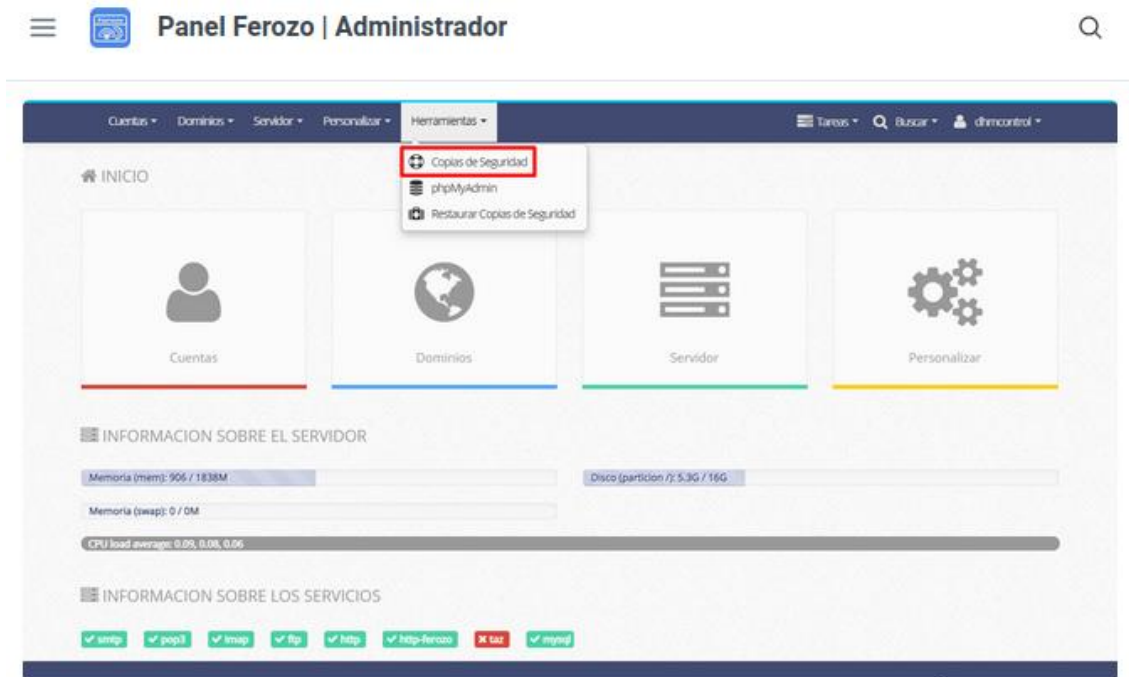 Panel Ferozo | Administrador
Cuentas Dominios Servidor Personalizar Herramientas Tareas Buscar dhmcontrol
Copias de Seguridad
INICIO
phpMyAdmin
Restaurar Copias de Seguridad
Cuentas Dominios Servidor Personalizar
INFORMACION SOBRE EL SERVIDOR
Memoria (mem): 906 / 1838M Disco (particion /): 5.3G / 16G
Memoria (swap): 0 / 0M
CPU load average: 0.09, 0.08, 0.06
INFORMACION SOBRE LOS SERVICIOS
smtp pop3 imap ftp http http-ferozo taz mysql